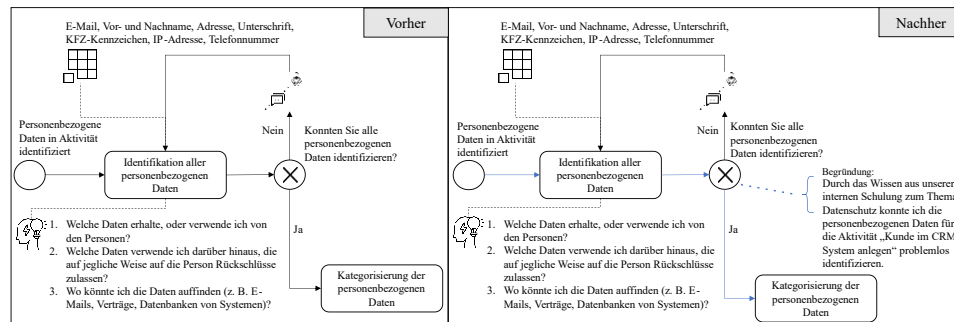 E-Mail, Vor- und Nachname, Adresse, Unterschrift,
KFZ-Kennzeichen, IP-Adresse, Telefonnummer
Vorher
Personenbezogene
Daten in Aktivität
identifiziert
Nein
Konnten Sie alle
personenbezogenen
Daten identifizieren?
Identifikation aller
personenbezogenen
Daten
1. Welche Daten erhalte, oder verwende ich von
den Personen?
2. Welche Daten verwende ich darüber hinaus, die
auf jegliche Weise auf die Person Rückschlüsse
zulassen?
3. Wo könnte ich die Daten auffinden (z. B. E-
Mails, Verträge, Datenbanken von Systemen)?
Ja
Kategorisierung der
personenbezogenen
Daten
E-Mail, Vor- und Nachname, Adresse, Unterschrift,
KFZ-Kennzeichen, IP-Adresse, Telefonnummer
Nachher
Personenbezogene
Daten in Aktivität
identifiziert
Nein
Konnten Sie alle
personenbezogenen
Daten identifizieren?
Identifikation aller
personenbezogenen
Daten
Begründung:
Durch das Wissen aus unserer
internen Schulung zum Thema
Datenschutz konnte ich die
personenbezogenen Daten für
die Aktivität „Kunde im CRM
System anlegen“ problemlos
identifizieren.
1. Welche Daten erhalte, oder verwende ich von
den Personen?
2. Welche Daten verwende ich darüber hinaus, die
auf jegliche Weise auf die Person Rückschlüsse
zulassen?
3. Wo könnte ich die Daten auffinden (z. B. E-
Mails, Verträge, Datenbanken von Systemen)?
Ja
Kategorisierung der
personenbezogenen
Daten